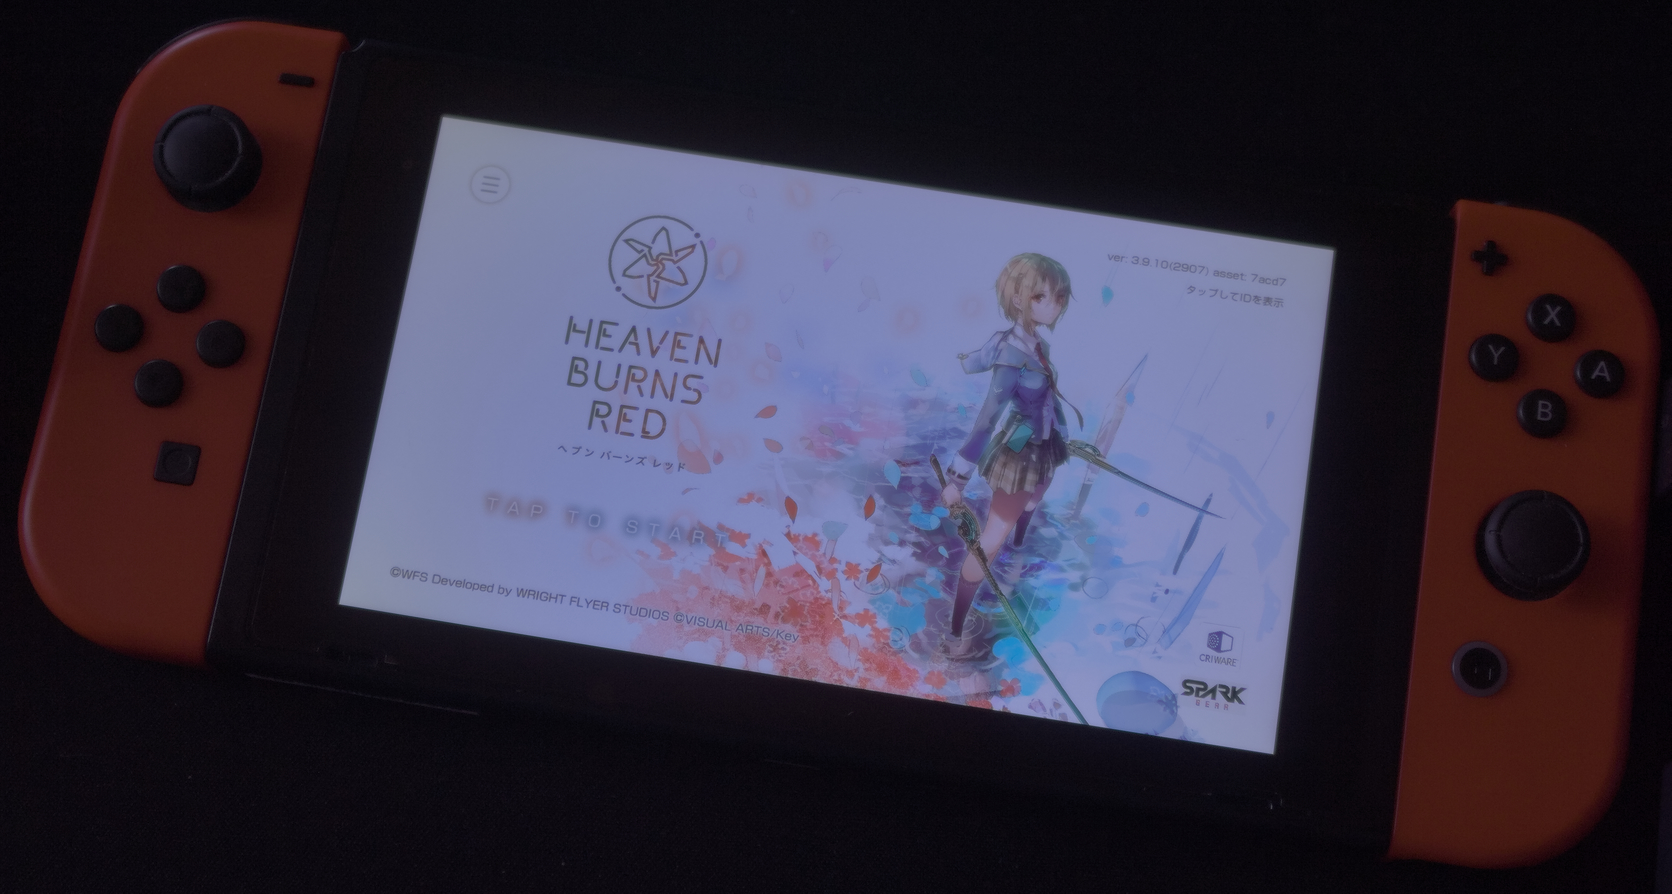 HEAVEN
BURNS
RED
ヘブン バーンズ レッド
TAP TO START
©WFS Developed by WRIGHT FLYER STUDIOS ©VISUAL ARTS/Key
ver: 3.9.10(2907) asset: 7acd7
タップしてIDを表示
CRIWARE
SPARK
GEAR
X
Y
A
B